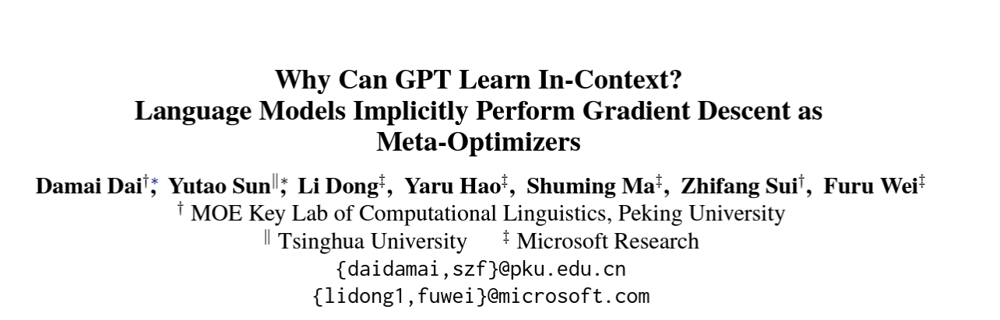 Why Can GPT Learn In-Context?
Language Models Implicitly Perform Gradient Descent as
Meta-Optimizers
Damai Dai†*, Yutao Sun∥*, Li Dong‡, Yaru Hao‡, Shuming Ma‡, Zhifang Sui†, Furu Wei‡
† MOE Key Lab of Computational Linguistics, Peking University
∥ Tsinghua University ‡ Microsoft Research
{daidamai,szf}@pku.edu.cn
{lidong1,fuwei}@microsoft.com